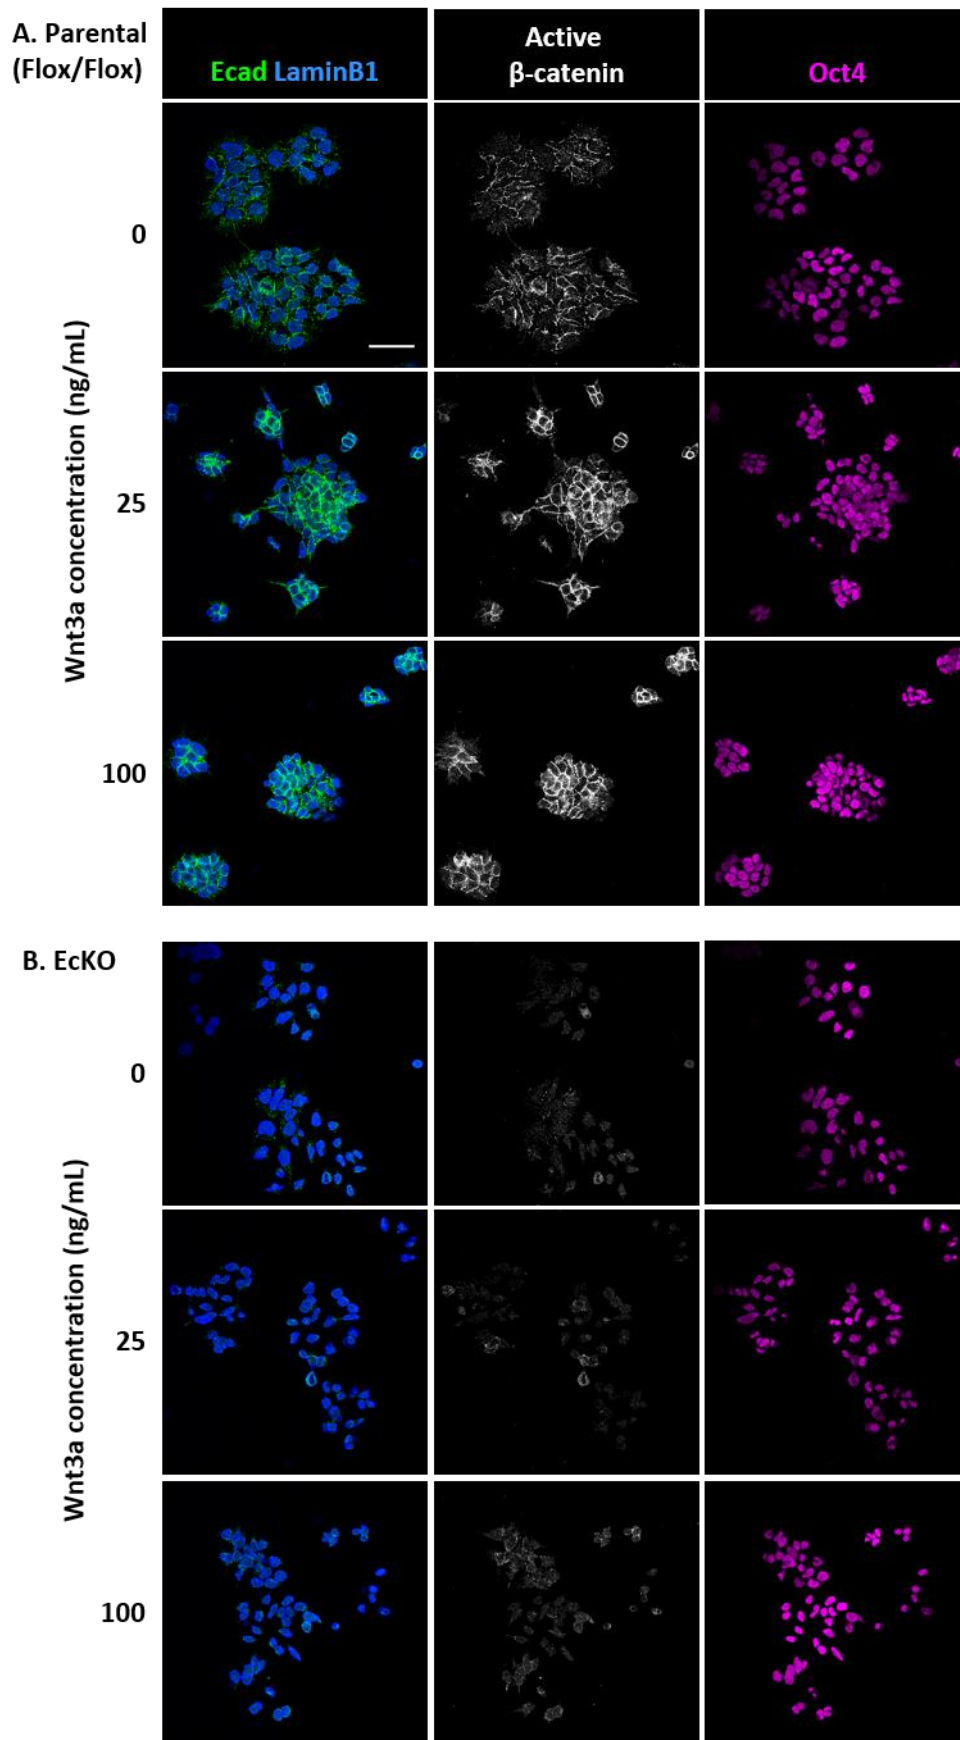 A. Parental
(Flox/Flox)
Ecad LaminB1
Active
β-catenin
Oct4
Wnt3a concentration (ng/mL)
0
25
100
B. EcKO
Wnt3a concentration (ng/mL)
0
25
100